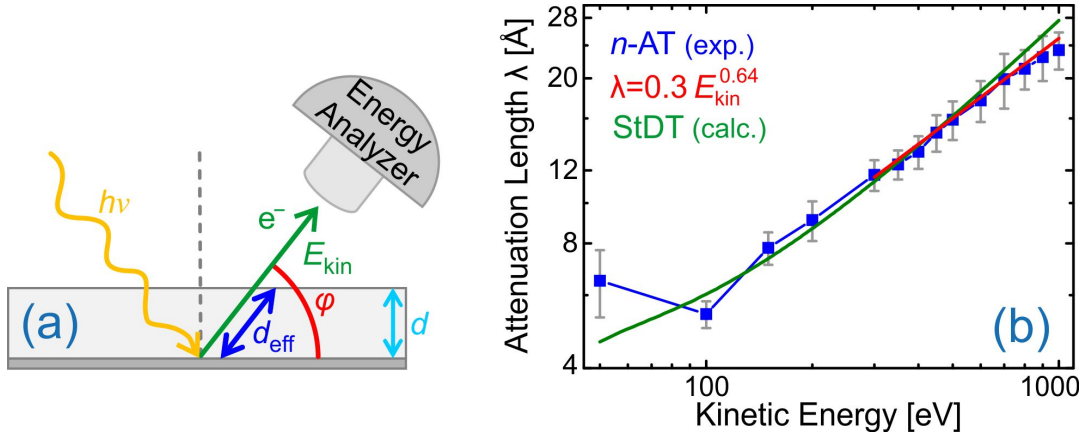 Energy
Analyzer
hν
e⁻
E_kin
φ
d
d_eff
(a)
28
20
12
8
4
Attenuation Length λ [Å]
n-AT (exp.)
λ=0.3 E_kin^0.64
StDT (calc.)
(b)
100
1000
Kinetic Energy [eV]